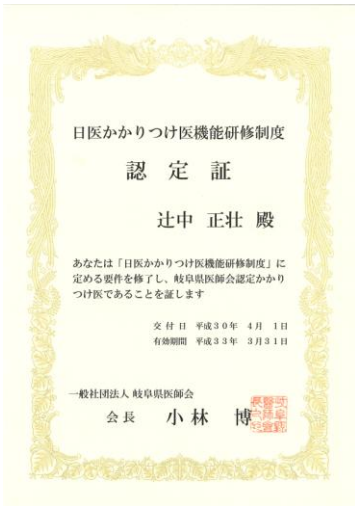 日医かかりつけ医機能研修制度
認定証
辻中 正壮 殿
あなたは「日医かかりつけ医機能研修制度」に
定める要件を修了し、岐阜県医師会認定かかり
つけ医であることを証します
交付日 平成30年 4月 1日
有効期間 平成33年 3月31日
一般社団法人 岐阜県医師会
会長 小林 博